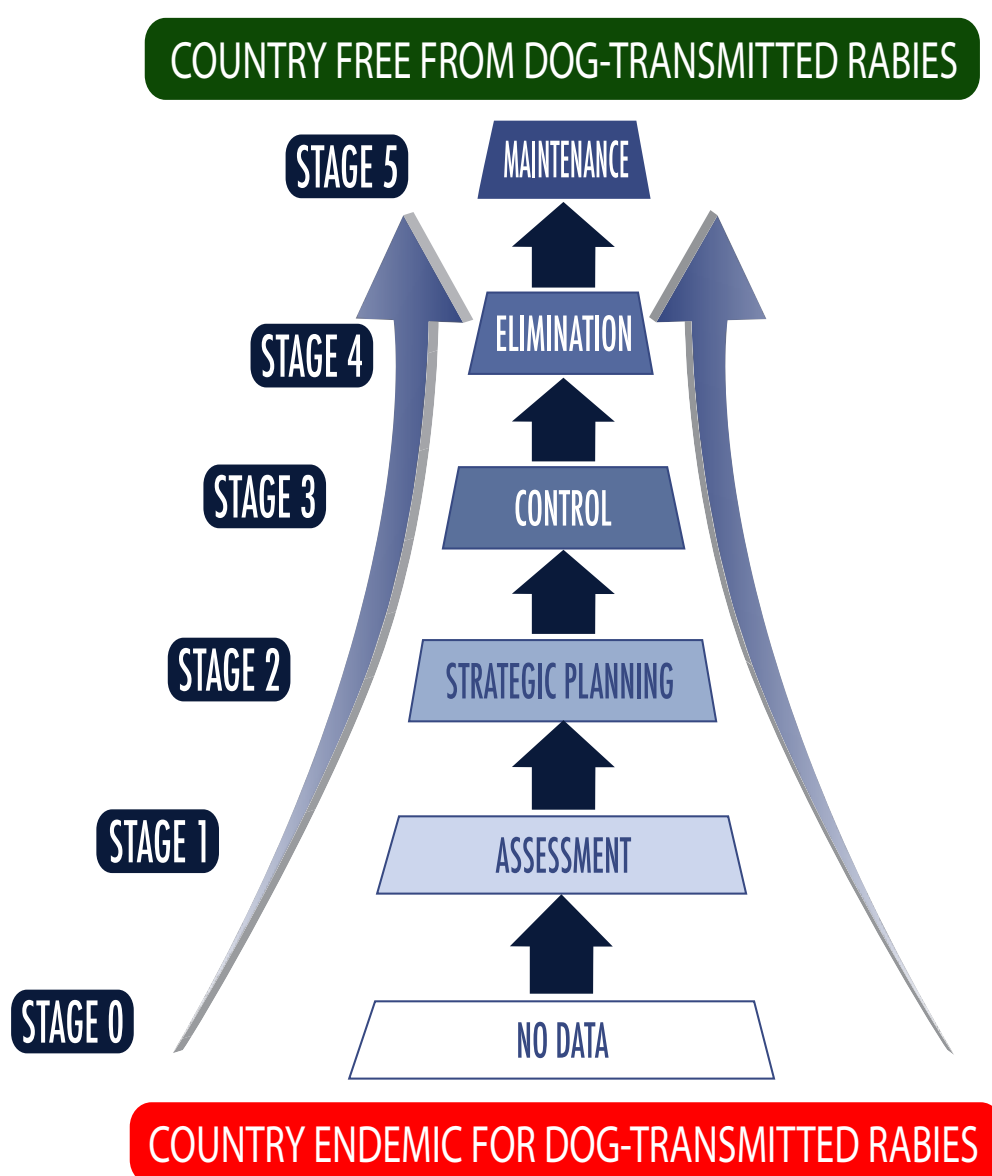 COUNTRY FREE FROM DOG-TRANSMITTED RABIES
STAGE 5
MAINTENANCE
STAGE 4
ELIMINATION
STAGE 3
CONTROL
STAGE 2
STRATEGIC PLANNING
STAGE 1
ASSESSMENT
STAGE 0
NO DATA
COUNTRY ENDEMIC FOR DOG-TRANSMITTED RABIES